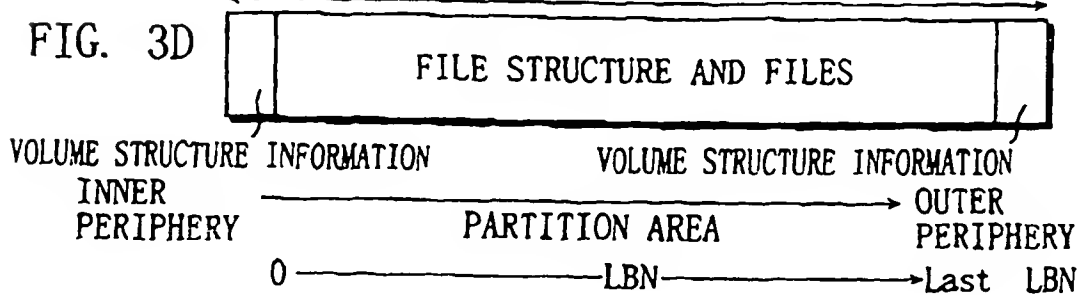 FIG. 3D
FILE STRUCTURE AND FILES
VOLUME STRUCTURE INFORMATION
VOLUME STRUCTURE INFORMATION
INNER
PERIPHERY
PARTITION AREA
OUTER
PERIPHERY
0 LBN Last LBN